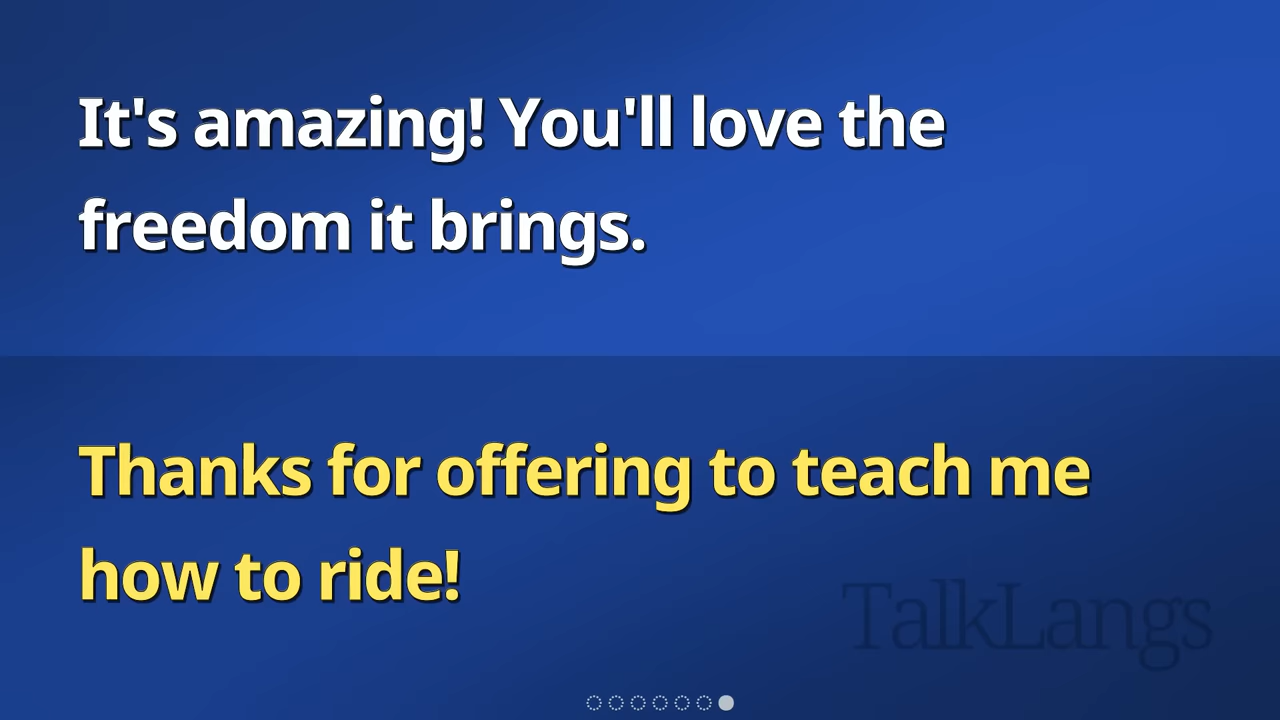 It's amazing! You'll love the
freedom it brings.
Thanks for offering to teach me
how to ride!
TalkLangs